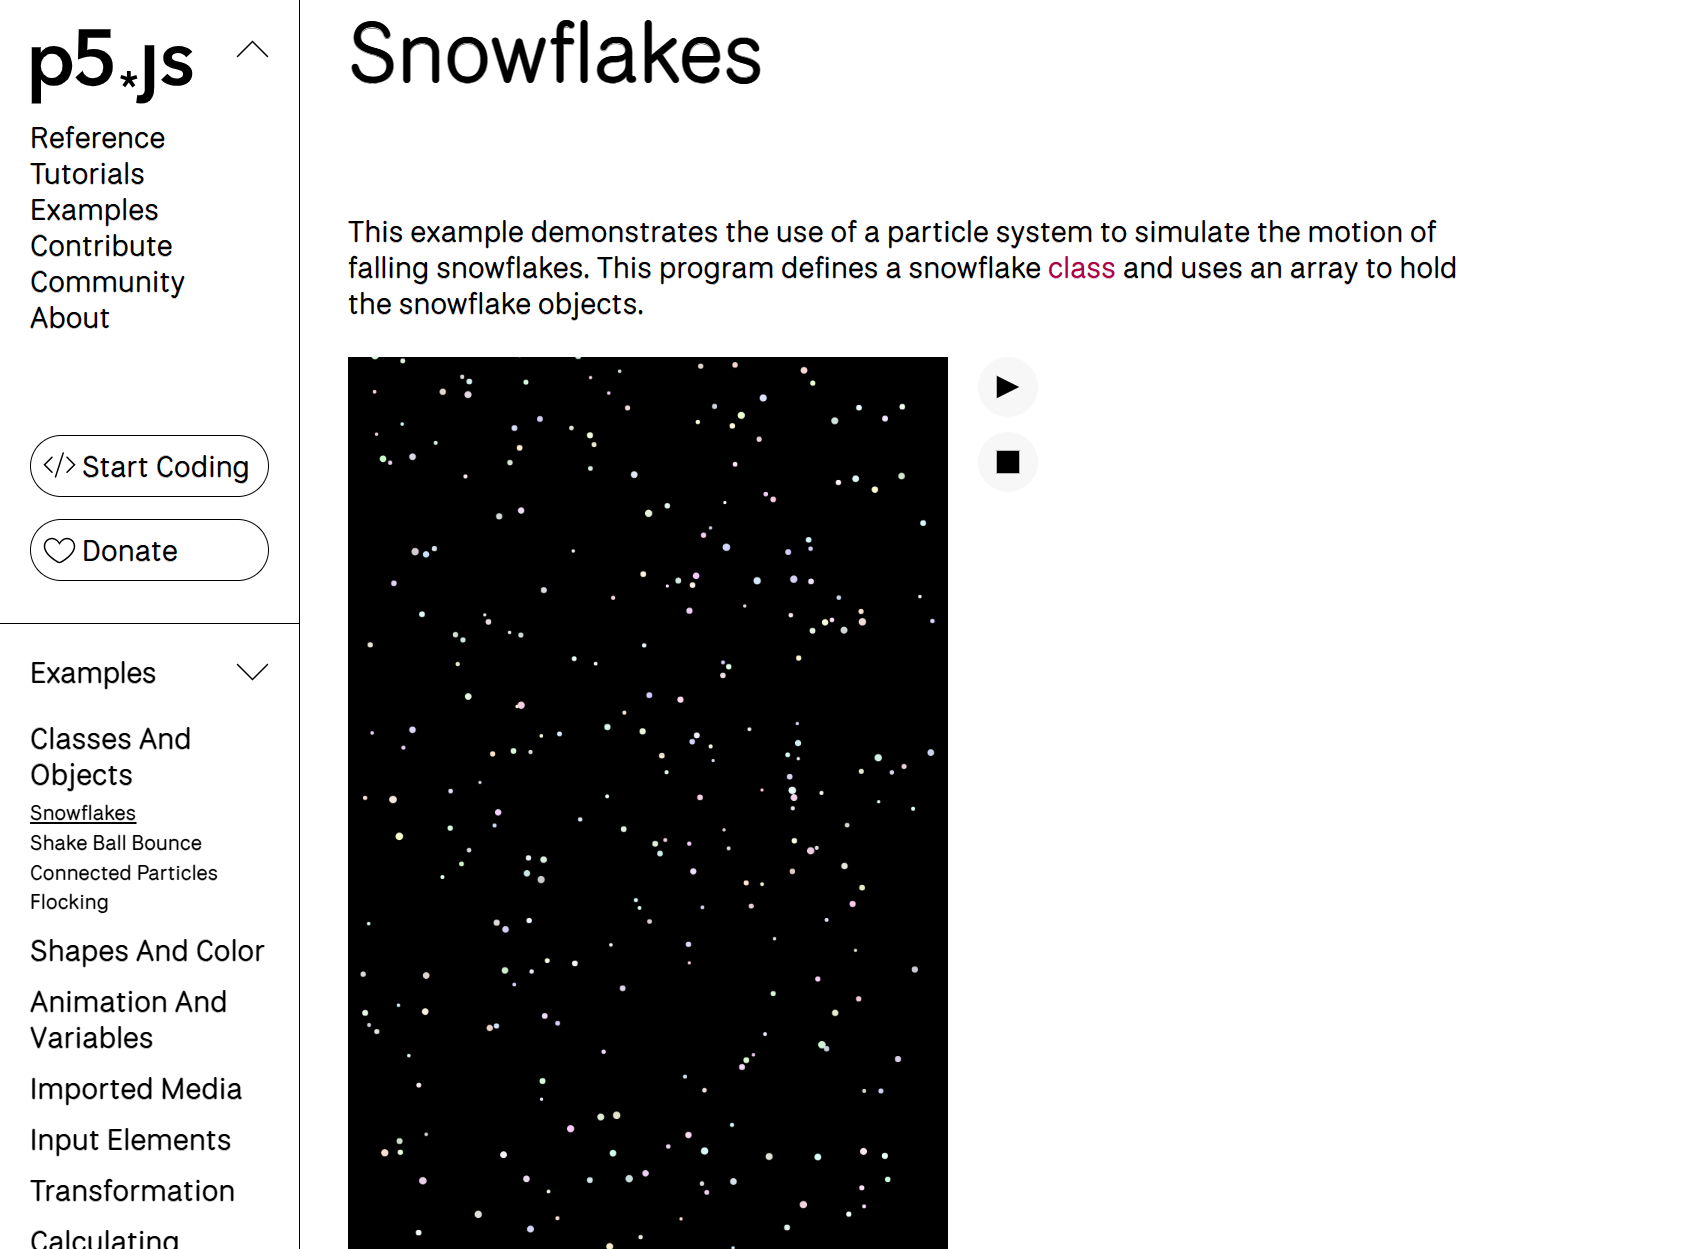 p5.js
Reference
Tutorials
Examples
Contribute
Community
About
</> Start Coding
Donate
Examples
Classes And
Objects
Snowflakes
Shake Ball Bounce
Connected Particles
Flocking
Shapes And Color
Animation And
Variables
Imported Media
Input Elements
Transformation
Calculating
Snowflakes
This example demonstrates the use of a particle system to simulate the motion of
falling snowflakes. This program defines a snowflake class and uses an array to hold
the snowflake objects.